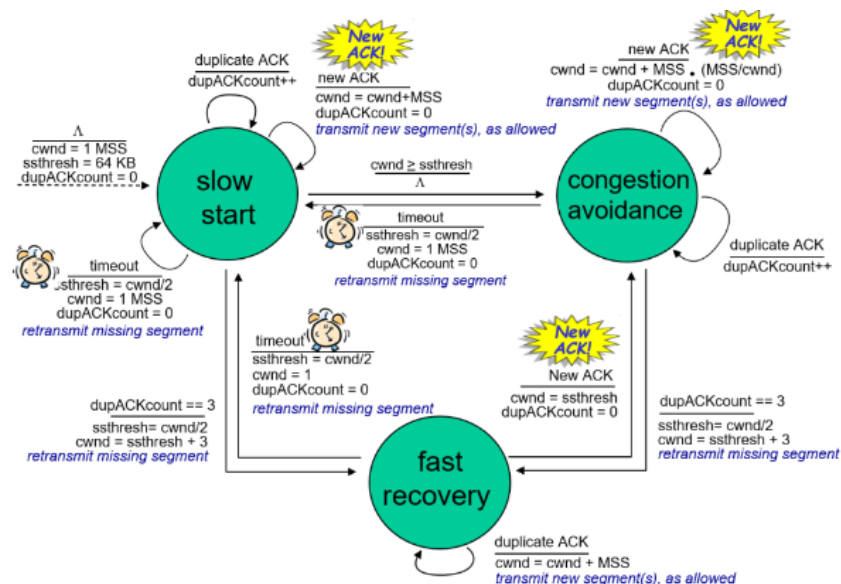 New
ACK!
duplicate ACK
dupACKcount++
new ACK
cwnd = cwnd+MSS
dupACKcount = 0
transmit new segment(s), as allowed
New
ACK!
new ACK
cwnd = cwnd + MSS • (MSS/cwnd)
dupACKcount = 0
transmit new segment(s), as allowed
Λ
cwnd = 1 MSS
ssthresh = 64 KB
dupACKcount = 0
slow
start
cwnd ≥ ssthresh
Λ
congestion
avoidance
timeout
ssthresh = cwnd/2
cwnd = 1 MSS
dupACKcount = 0
retransmit missing segment
duplicate ACK
dupACKcount++
timeout
ssthresh = cwnd/2
cwnd = 1 MSS
dupACKcount = 0
retransmit missing segment
timeout
ssthresh = cwnd/2
cwnd = 1
dupACKcount = 0
retransmit missing segment
New
ACK!
New ACK
cwnd = ssthresh
dupACKcount = 0
dupACKcount == 3
ssthresh= cwnd/2
cwnd = ssthresh + 3
retransmit missing segment
dupACKcount == 3
ssthresh= cwnd/2
cwnd = ssthresh + 3
retransmit missing segment
fast
recovery
duplicate ACK
cwnd = cwnd + MSS
transmit new segment(s), as allowed